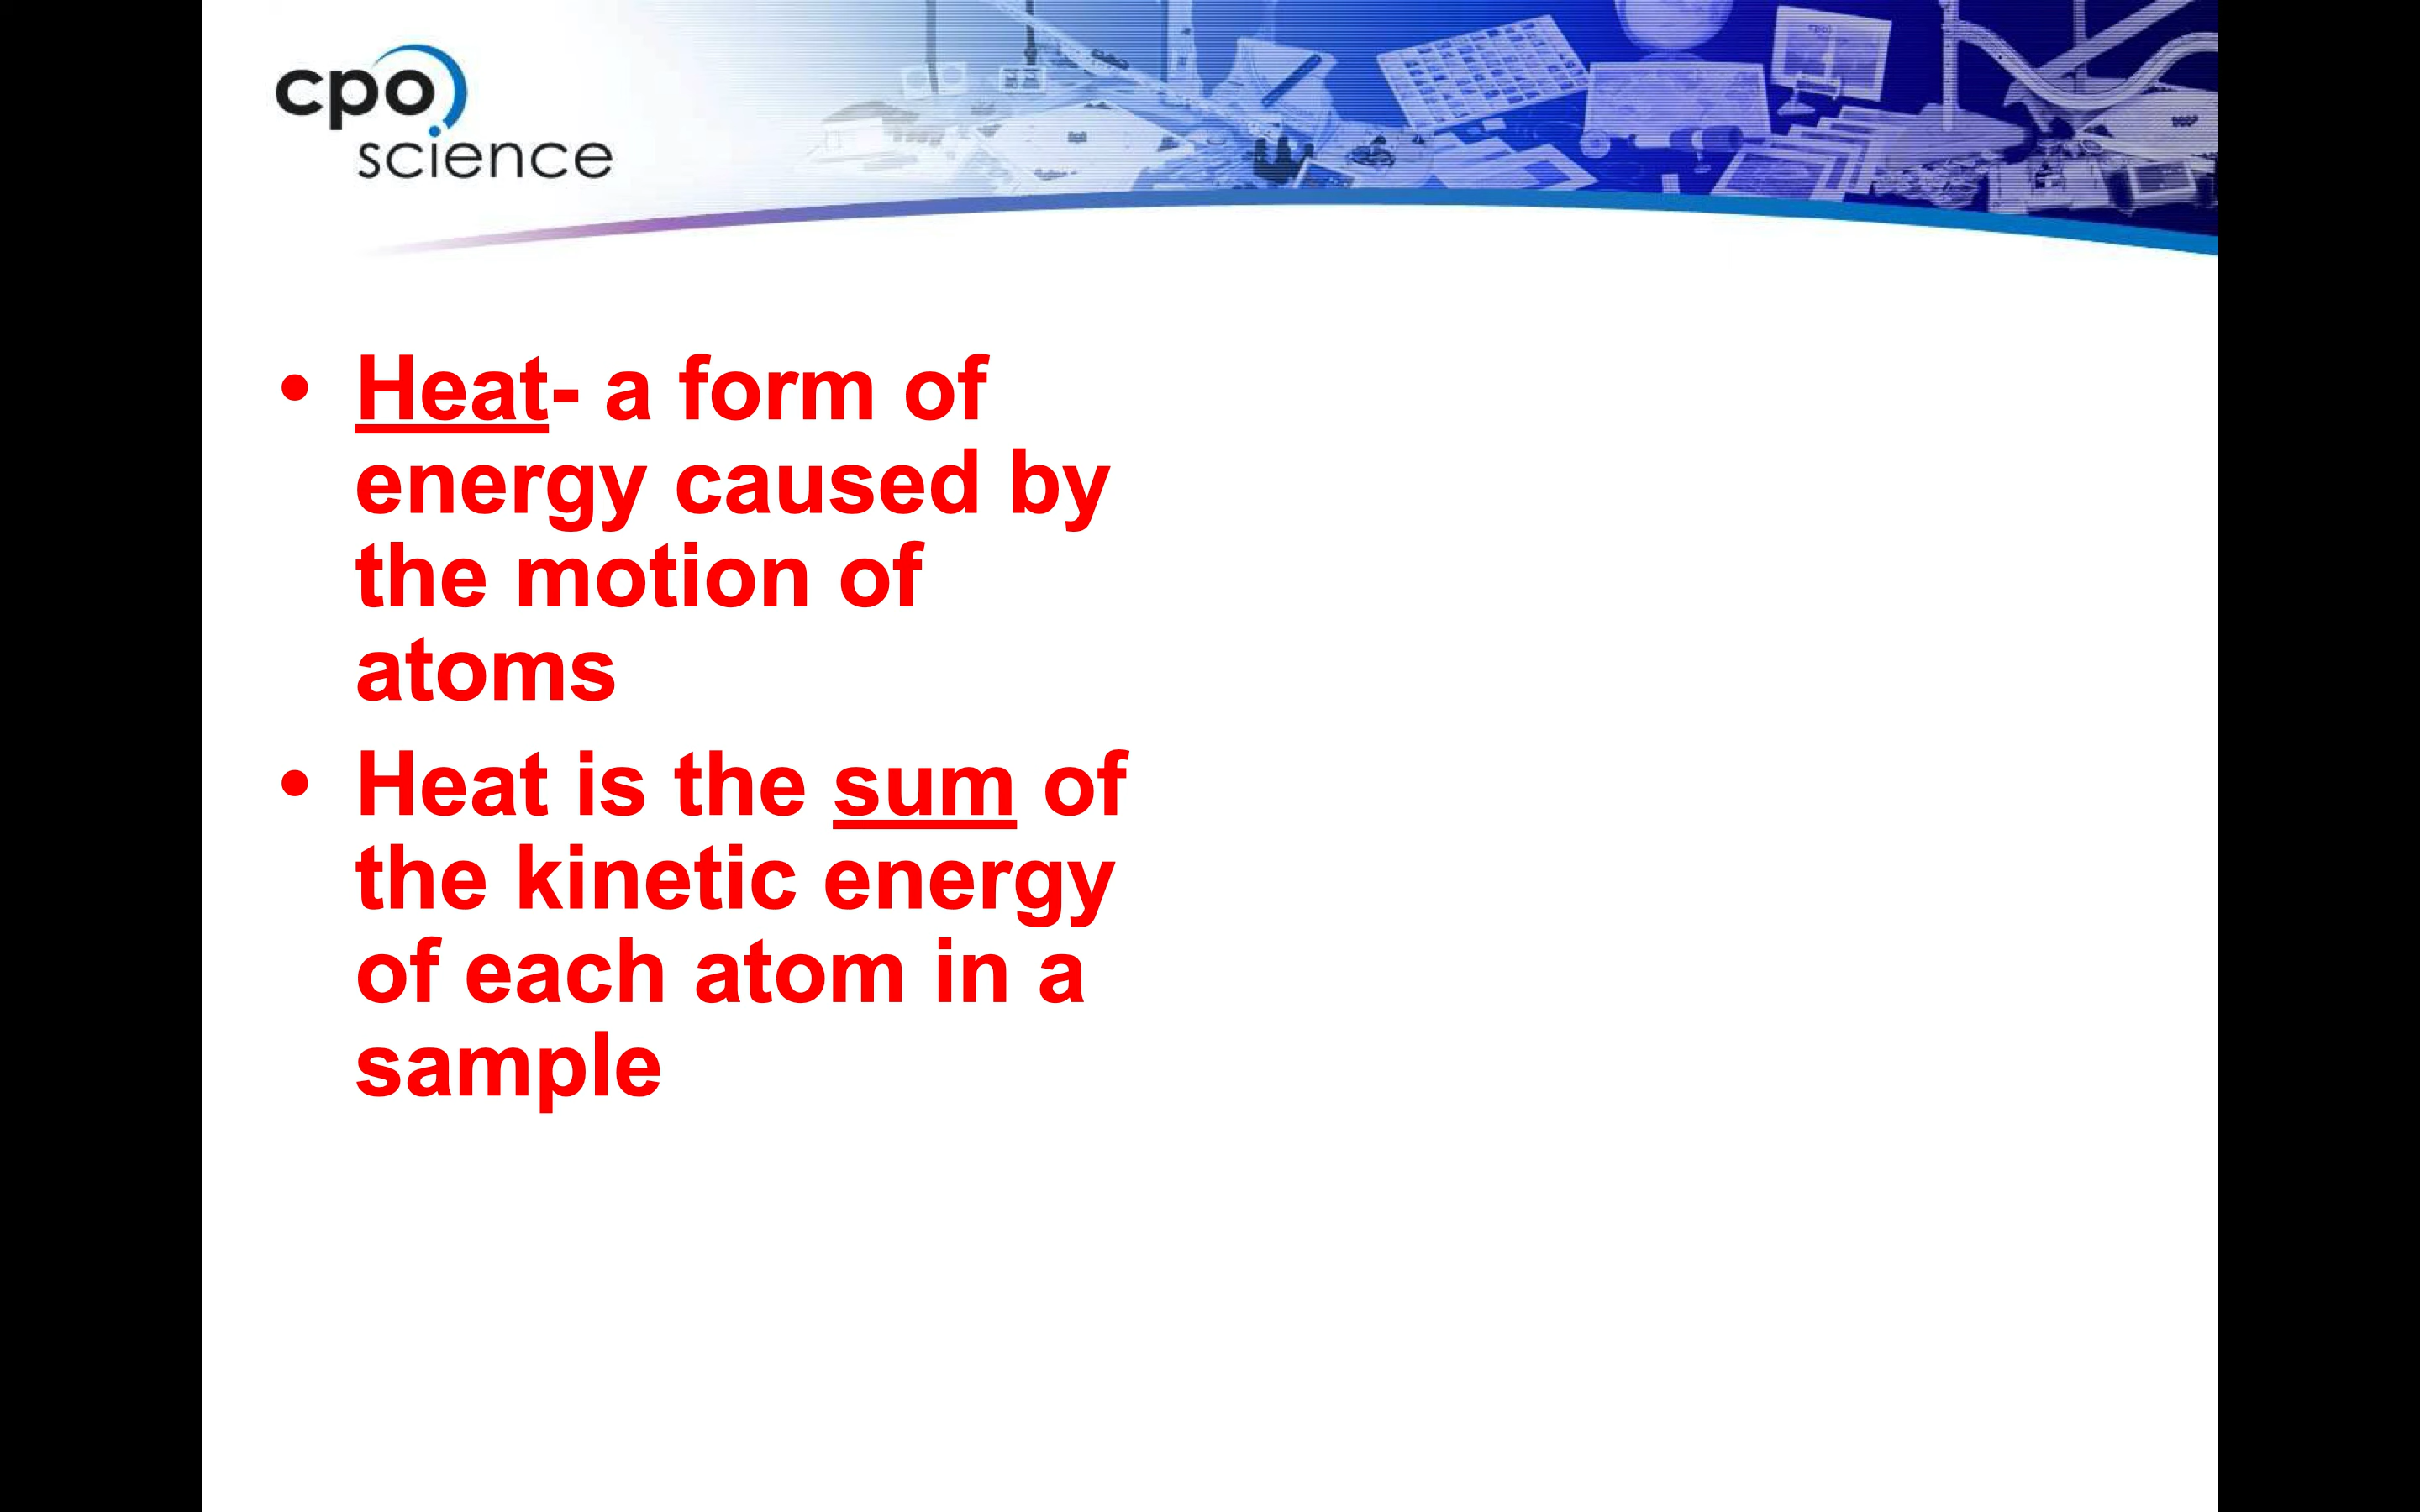 cpo
science
• Heat- a form of
energy caused by
the motion of
atoms
• Heat is the sum of
the kinetic energy
of each atom in a
sample